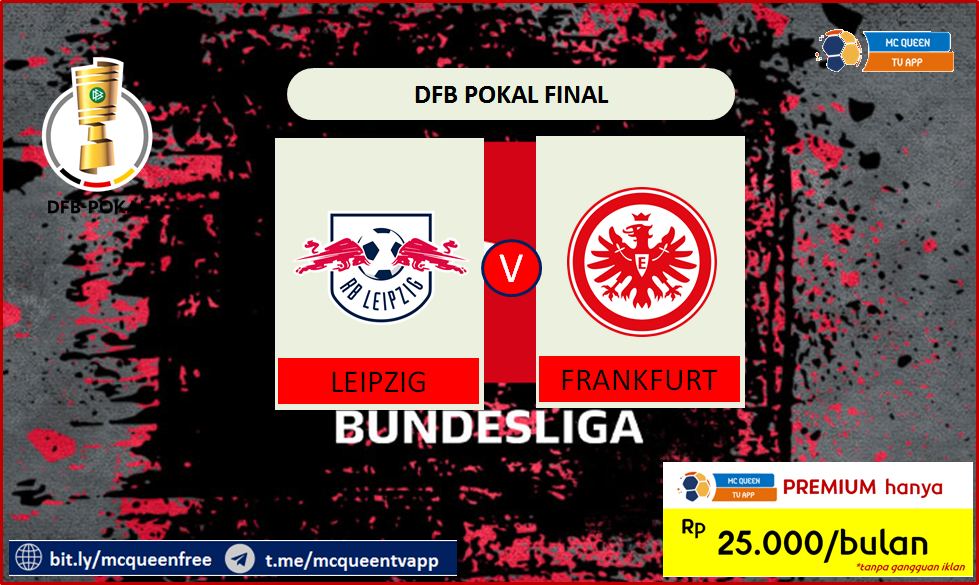 MC QUEEN
TV APP
DFB POKAL FINAL
DFB-POK
RB LEIPZIG
V
E
LEIPZIG
FRANKFURT
BUNDESLIGA
MC QUEEN
TV APP
PREMIUM hanya
Rp 25.000/bulan
*tanpa gangguan iklan
bit.ly/mcqueenfree
t.me/mcqueentvapp